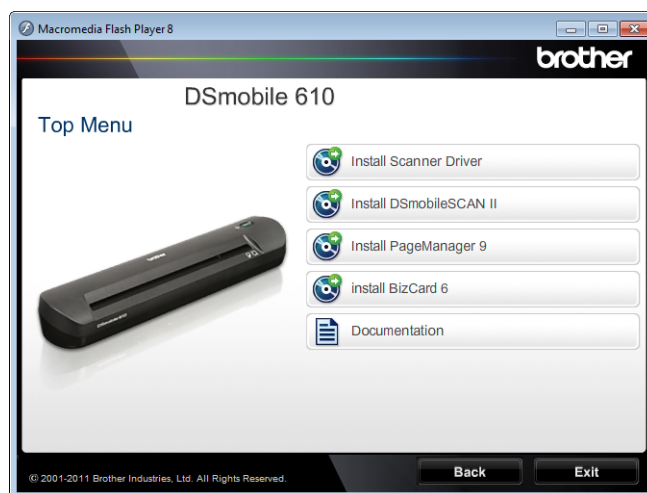 Macromedia Flash Player 8
brother
DSmobile 610
Top Menu
Install Scanner Driver
Install DSmobileSCAN II
Install PageManager 9
install BizCard 6
Documentation
brother
© 2001-2011 Brother Industries, Ltd. All Rights Reserved.
Back
Exit